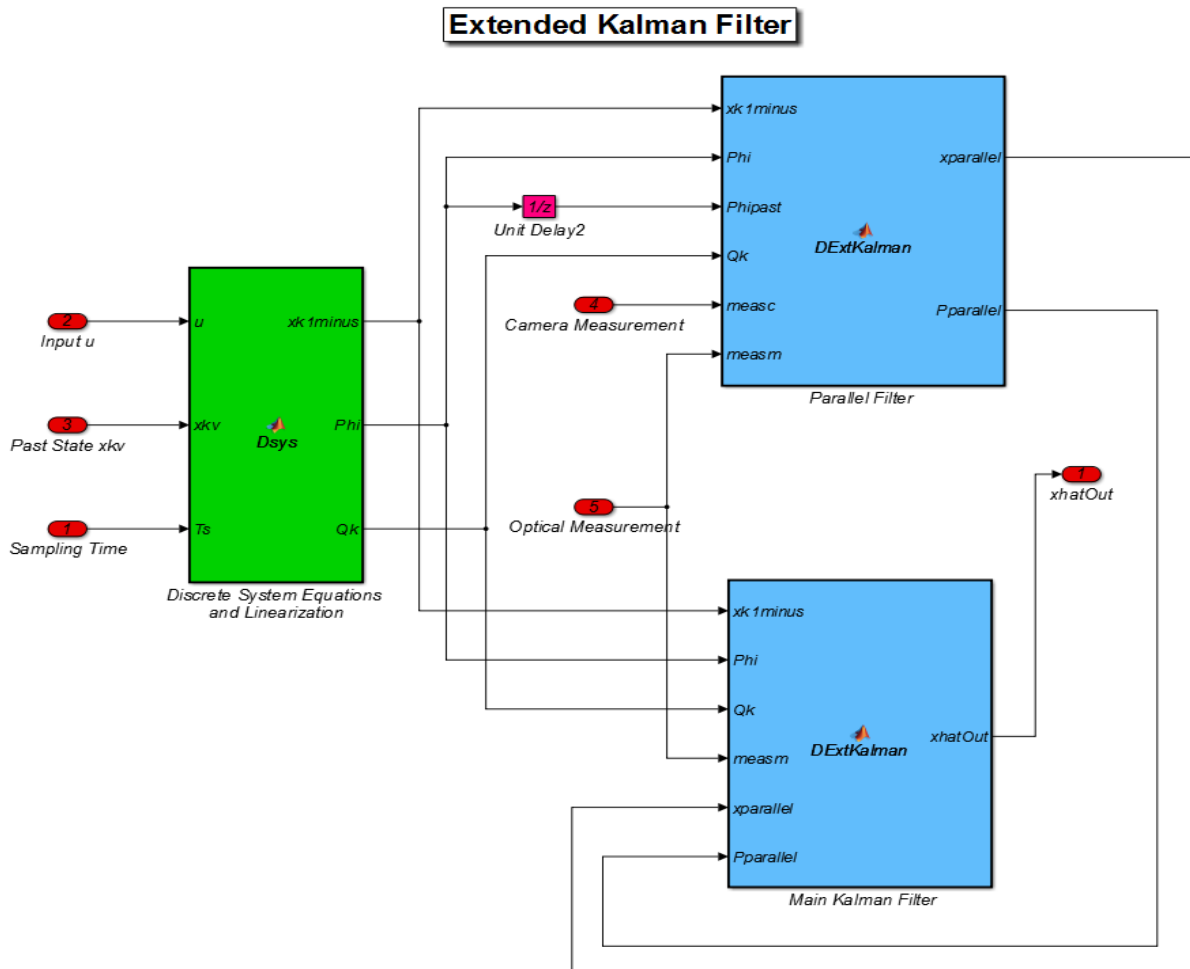 Extended Kalman Filter
xk1minus
Phi
xparallel
1/z
Phipast
Unit Delay2
DExtKalman
Qk
4
measc
Camera Measurement
Pparallel
measm
Parallel Filter
2
u
xk1minus
Input u
3
xkv
Phi
Past State xkv
Dsys
1
Ts
Qk
Sampling Time
Discrete System Equations
and Linearization
5
Optical Measurement
1
xhatOut
xk1minus
Phi
Qk
measm
DExtKalman
xhatOut
xparallel
Pparallel
Main Kalman Filter